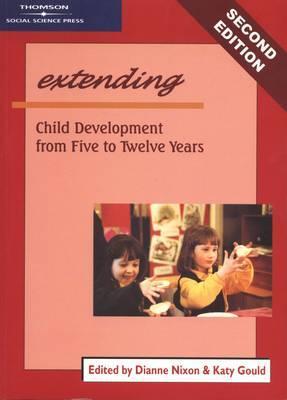 THOMSON
SOCIAL SCIENCE PRESS
SECOND
EDITION
extending
Child Development
from Five to Twelve Years
Edited by Dianne Nixon & Katy Gould